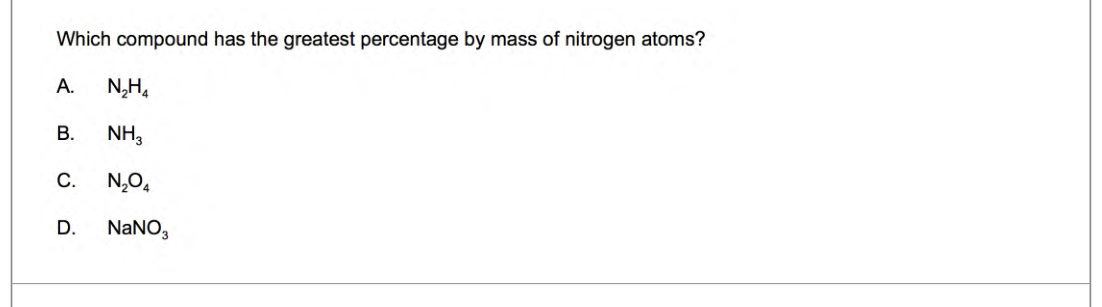 Which compound has the greatest percentage by mass of nitrogen atoms?
A. N₂H₄
B. NH₃
C. N₂O₄
D. NaNO₃